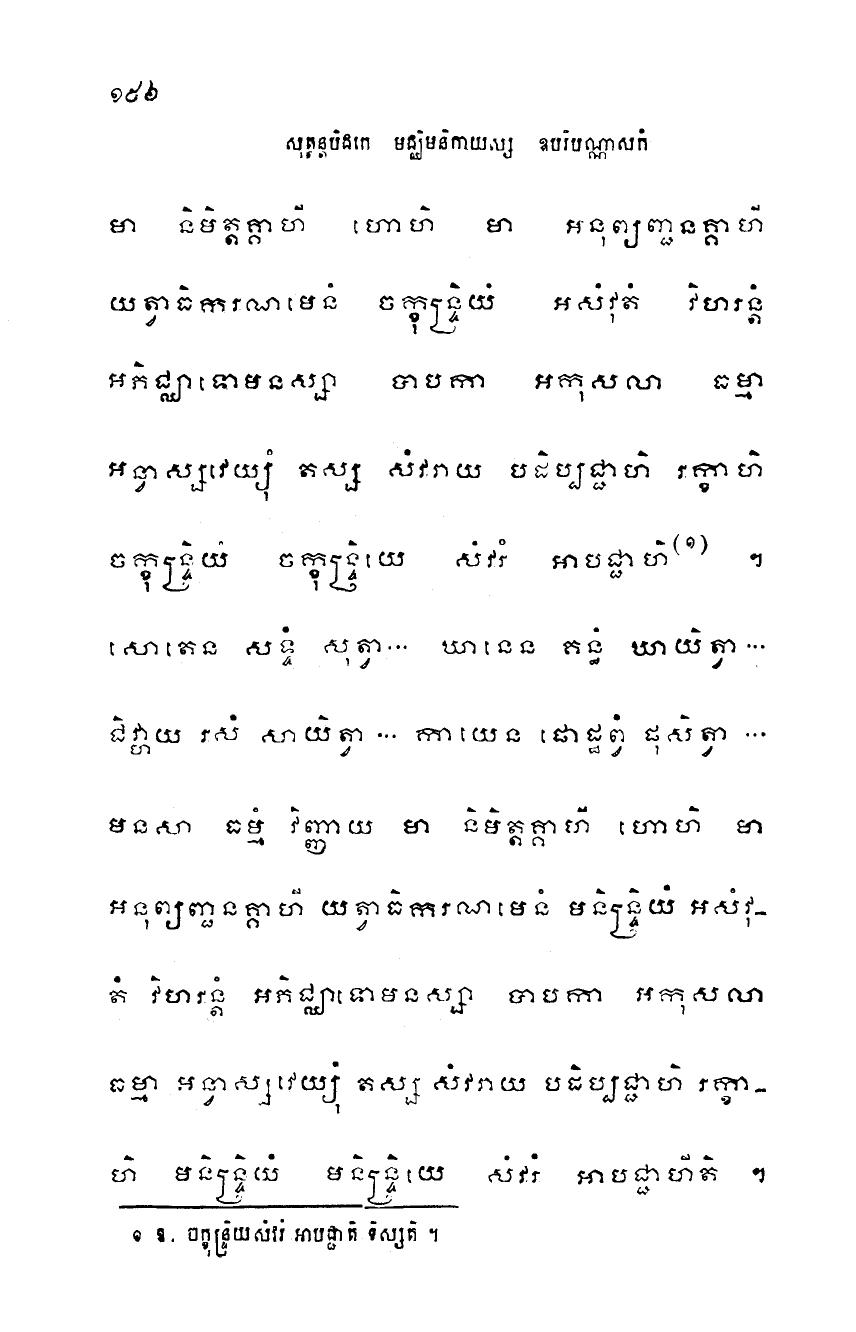 ១៩៦
សុត្តន្តបិដកេ មជ្ឈិមនិកាយស្ស ឧបរិបណ្ណាសកំ
មា និមិត្តគ្គាហី ហោហិ មា អនុព្យញ្ជនគ្គាហី
យត្វាធិករណមេនំ ចក្ខុន្ទ្រិយំ អសំវុតំ វិហរន្តំ
អភិជ្ឈាទោមនស្សា បាបកា អកុសលា ធម្មា
អន្វាស្សវេយ្យុំ តស្ស សំវរាយ បដិប្បជ្ជាហិ រក្ខាហិ
ចក្ខុន្ទ្រិយំ ចក្ខុន្ទ្រិយេ សំវរំ អាបជ្ជាហិ(១) ។
សោតេន សទ្ទំ សុត្វា... ឃានេន គន្ធំ ឃាយិត្វា...
ជិវ្ហាយ រសំ សាយិត្វា ... កាយេន ផោដ្ឋព្វំ ផុសិត្វា ...
មនសា ធម្មំ វិញ្ញាយ មា និមិត្តគ្គាហី ហោហិ មា
អនុព្យញ្ជនគ្គាហី យត្វាធិករណមេនំ មនិន្ទ្រិយំ អសំវុ-
តំ វិហរន្តំ អភិជ្ឈាទោមនស្សា បាបកា អកុសលា
ធម្មា អន្វាស្សវេយ្យុំ តស្ស សំវរាយ បដិប្បជ្ជាហិ រក្ខា-
ហិ មនិន្ទ្រិយំ មនិន្ទ្រិយេ សំវរំ អាបជ្ជាហីតិ ។
១ ឱ. ចក្ខុន្ទ្រិយសំវរំ អាបជ្ជាតិ ទិស្សតិ ។